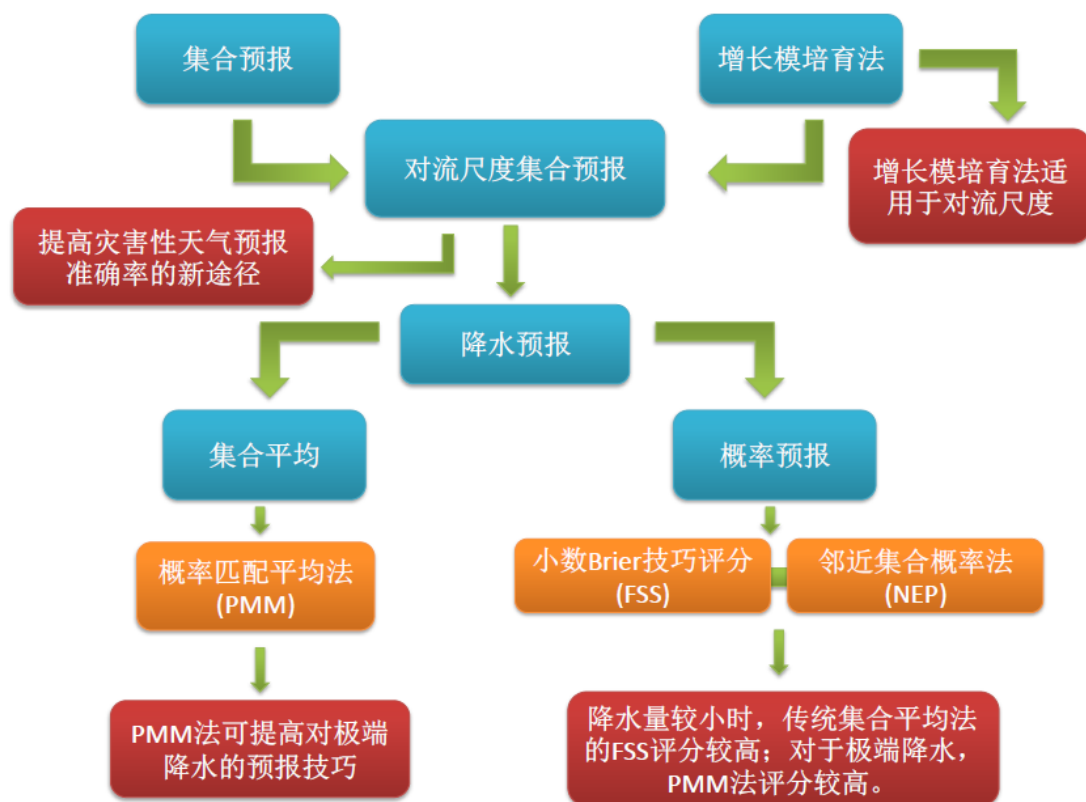 集合预报
增长模培育法
对流尺度集合预报
增长模培育法适
用于对流尺度
提高灾害性天气预报
准确率的新途径
降水预报
集合平均
概率预报
概率匹配平均法
(PMM)
小数Brier技巧评分
(FSS)
邻近集合概率法
(NEP)
PMM法可提高对极端
降水的预报技巧
降水量较小时，传统集合平均法
的FSS评分较高；对于极端降水，
PMM法评分较高。